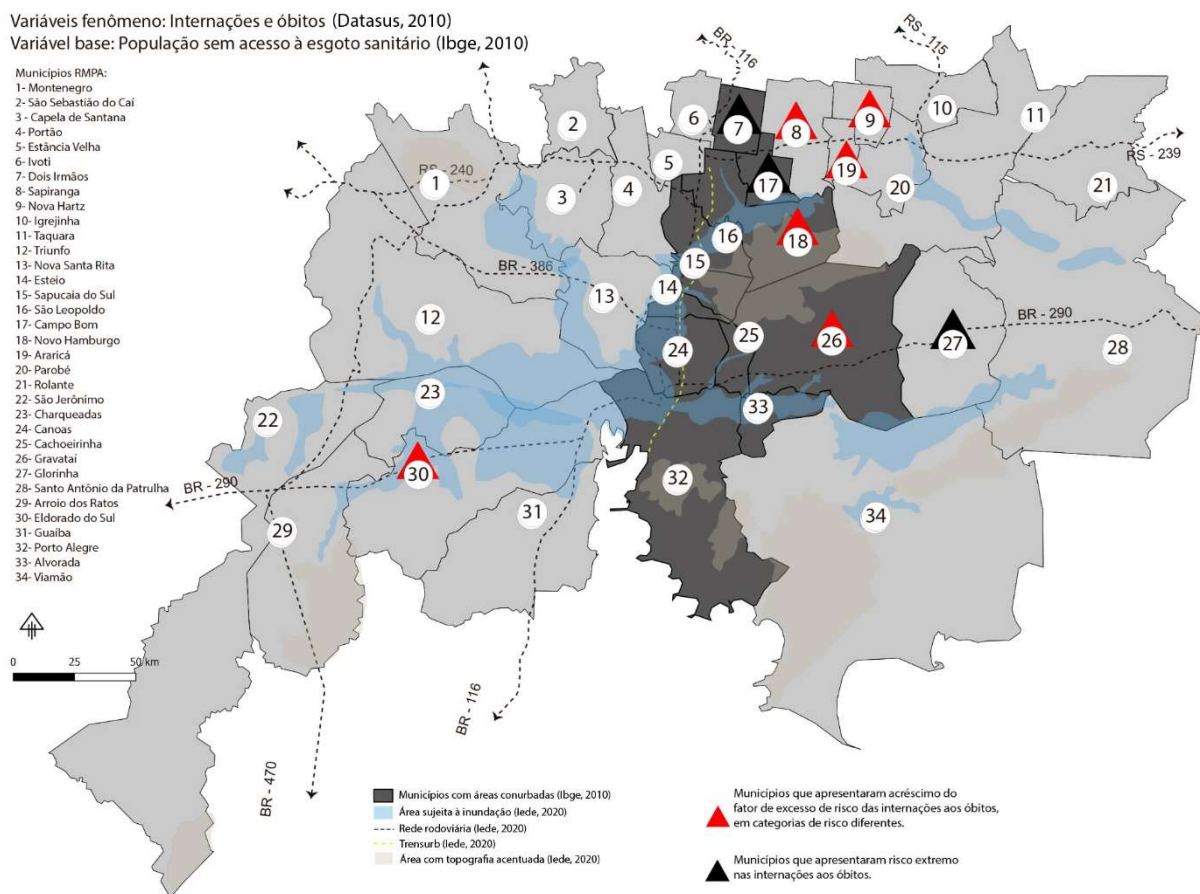 Variáveis fenômeno: Internações e óbitos (Datasus, 2010)
Variável base: População sem acesso à esgoto sanitário (Ibge, 2010)
Municípios RMPA:
1- Montenegro
2- São Sebastião do Caí
3 - Capela de Santana
4- Portão
5- Estância Velha
6- Ivoti
7- Dois Irmãos
8- Sapiranga
9- Nova Hartz
10- Igrejinha
11- Taquara
12- Triunfo
13- Nova Santa Rita
14- Esteio
15- Sapucaia do Sul
16- São Leopoldo
17- Campo Bom
18- Novo Hamburgo
19- Araricá
20- Parobé
21- Rolante
22- São Jerônimo
23- Charqueadas
24- Canoas
25- Cachoeirinha
26- Gravataí
27- Glorinha
28- Santo Antônio da Patrulha
29- Arroio dos Ratos
30- Eldorado do Sul
31- Guaíba
32- Porto Alegre
33- Alvorada
34- Viamão
BR - 116
RS - 115
2
6
7
8
9
10
11
RS - 239
RS - 240
1
3
4
5
17
19
20
21
16
18
15
BR - 386
13
14
12
25
26
27
BR - 290
28
24
23
22
33
30
BR - 290
32
31
29
34
0
25
50 km
BR - 116
BR - 470
Municípios com áreas conurbadas (Ibge, 2010)
Área sujeita à inundação (Iede, 2020)
Rede rodoviária (Iede, 2020)
Trensurb (Iede, 2020)
Área com topografia acentuada (Iede, 2020)
Municípios que apresentaram acréscimo do
fator de excesso de risco das internações aos óbitos,
em categorias de risco diferentes.
Municípios que apresentaram risco extremo
nas internações aos óbitos.